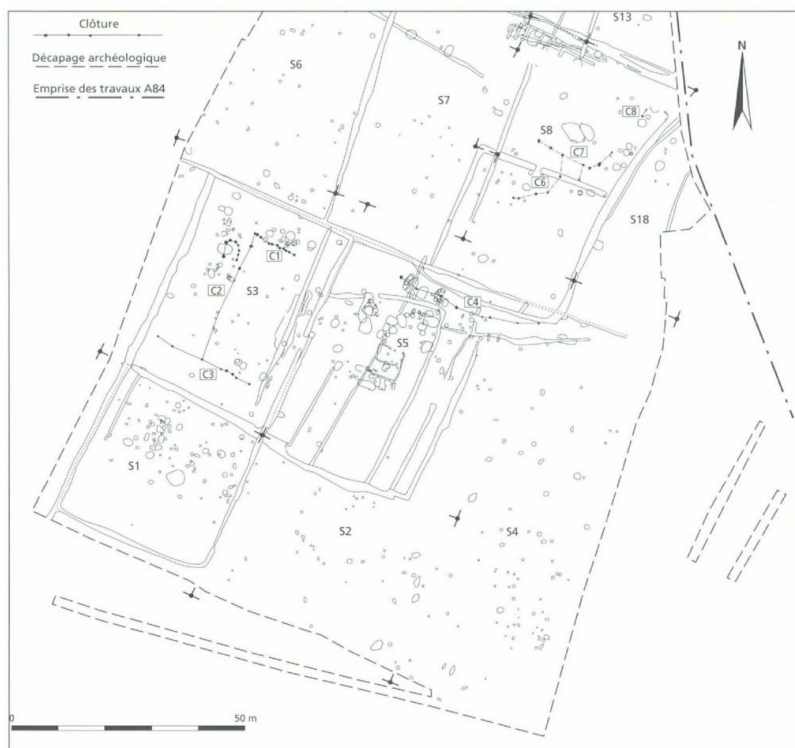 Clôture
Décapage archéologique
Emprise des travaux A84
N
S13
S6
S7
C8
S8
C7
C6
S18
C1
C2
S3
C4
S5
C3
S1
S2
S4
0
50 m